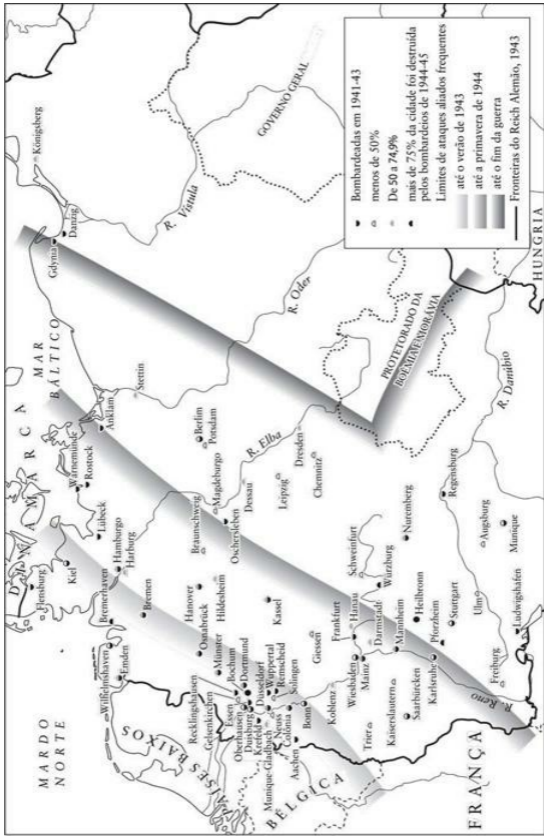 MAR DO
NORTE
DINAMARCA
MAR
BÁLTICO
Flensburg
Kiel
Königsberg
Gdynia
Danzig
R. Vístula
GOVERNO GERAL
Wilhelmshaven
Emden
Bremerhaven
Hamburgo
Harburg
Lübeck
Warnemünde
Rostock
Anklam
Stettin
R. Oder
Bremen
PAÍSES BAIXOS
Recklingshausen
Gelsenkirchen
Essen
Oberhausen
Duisburg
Krefeld
Munique-Gladbach
Neuss
Colônia
Aachen
Osnabrück
Münster
Bochum
Dortmund
Düsseldorf
Wuppertal
Remscheid
Solingen
Bonn
Hanover
Hildesheim
Braunschweig
Oschersleben
Magdeburgo
Berlim
Potsdam
R. Elba
Dessau
Leipzig
Dresden
Chemnitz
Kassel
BÉLGICA
Koblenz
Giessen
Trier
Wiesbaden
Mainz
Frankfurt
Hanau
Darmstadt
Mannheim
Schweinfurt
Würzburg
Kaiserslautern
Saarbürcken
Karlsruhe
Pforzheim
Heilbronn
Stuttgart
Nuremberg
Regensburg
R. Danúbio
PROTETORADO DA
BOÊMIA E MORÁVIA
FRANÇA
R. Reno
Freiburg
Ulm
Augsburg
Munique
Ludwigshafen
HUNGRIA
Bombardeadas em 1941-43
menos de 50%
De 50 a 74,9%
mais de 75% da cidade foi destruída
pelos bombardeios de 1944-45
Limites de ataques aliados frequentes
até o verão de 1943
até a primavera de 1944
até o fim da guerra
Fronteiras do Reich Alemão, 1943